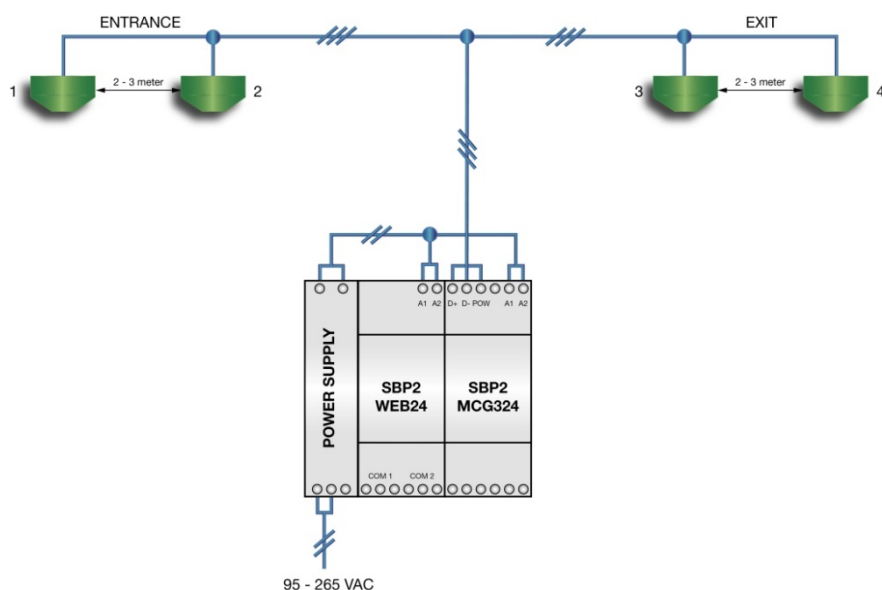 ENTRANCE
EXIT
1
2 - 3 meter
2
3
2 - 3 meter
4
A1 A2 D+ D- POW A1 A2
POWER SUPPLY
SBP2
WEB24
SBP2
MCG324
COM 1
COM 2
95 - 265 VAC